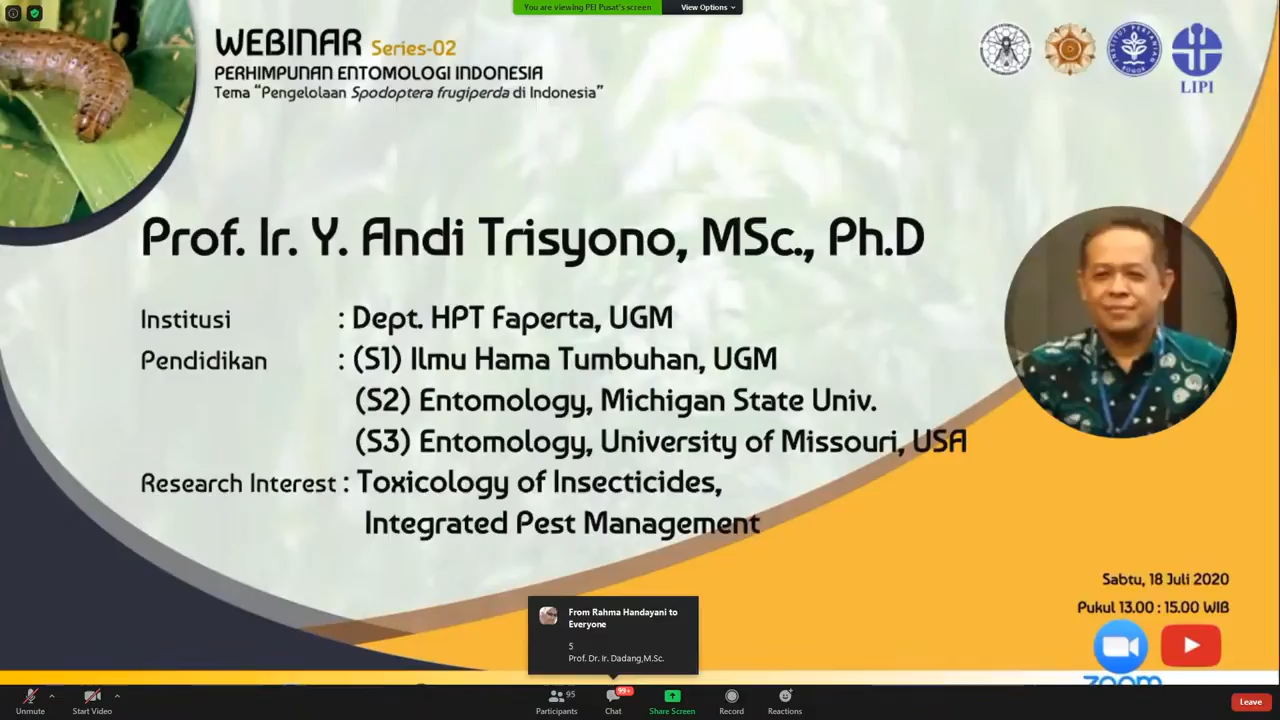 You are viewing PEI Pusat's screen
View Options
WEBINAR Series-02
PERHIMPUNAN ENTOMOLOGI INDONESIA
Tema “Pengelolaan Spodoptera frugiperda di Indonesia”
INSTITUT PERTANIAN BOGOR
LIPI
Prof. Ir. Y. Andi Trisyono, MSc., Ph.D
Institusi : Dept. HPT Faperta, UGM
Pendidikan : (S1) Ilmu Hama Tumbuhan, UGM
(S2) Entomology, Michigan State Univ.
(S3) Entomology, University of Missouri, USA
Research Interest : Toxicology of Insecticides,
Integrated Pest Management
Sabtu, 18 Juli 2020
Pukul 13.00 : 15.00 WIB
zoom
From Rahma Handayani to
Everyone
5
Prof. Dr. Ir. Dadang,M.Sc.
Unmute
Start Video
95
Participants
99+
Chat
Share Screen
Record
Reactions
Leave